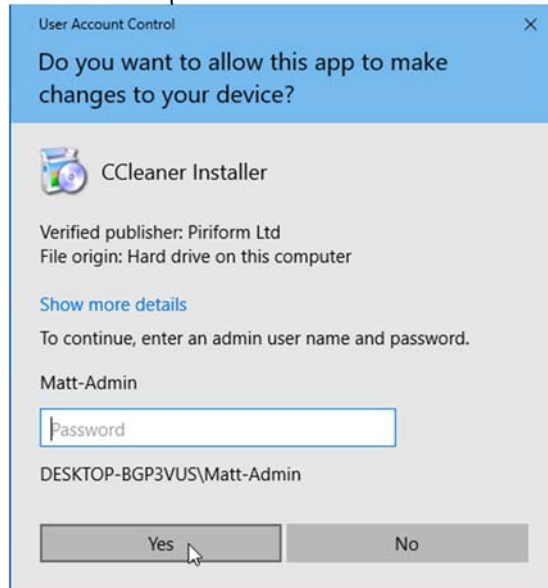 User Account Control
Do you want to allow this app to make
changes to your device?
CCleaner Installer
Verified publisher: Piriform Ltd
File origin: Hard drive on this computer
Show more details
To continue, enter an admin user name and password.
Matt-Admin
Password
DESKTOP-BGP3VUS\Matt-Admin
Yes
No